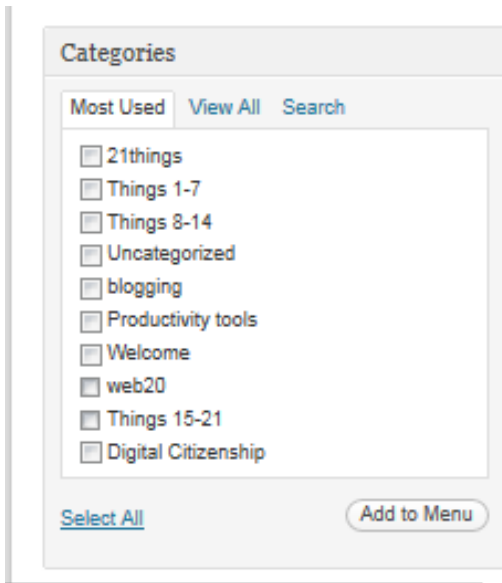 Categories
Most Used View All Search
21things
Things 1-7
Things 8-14
Uncategorized
blogging
Productivity tools
Welcome
web20
Things 15-21
Digital Citizenship
Select All Add to Menu